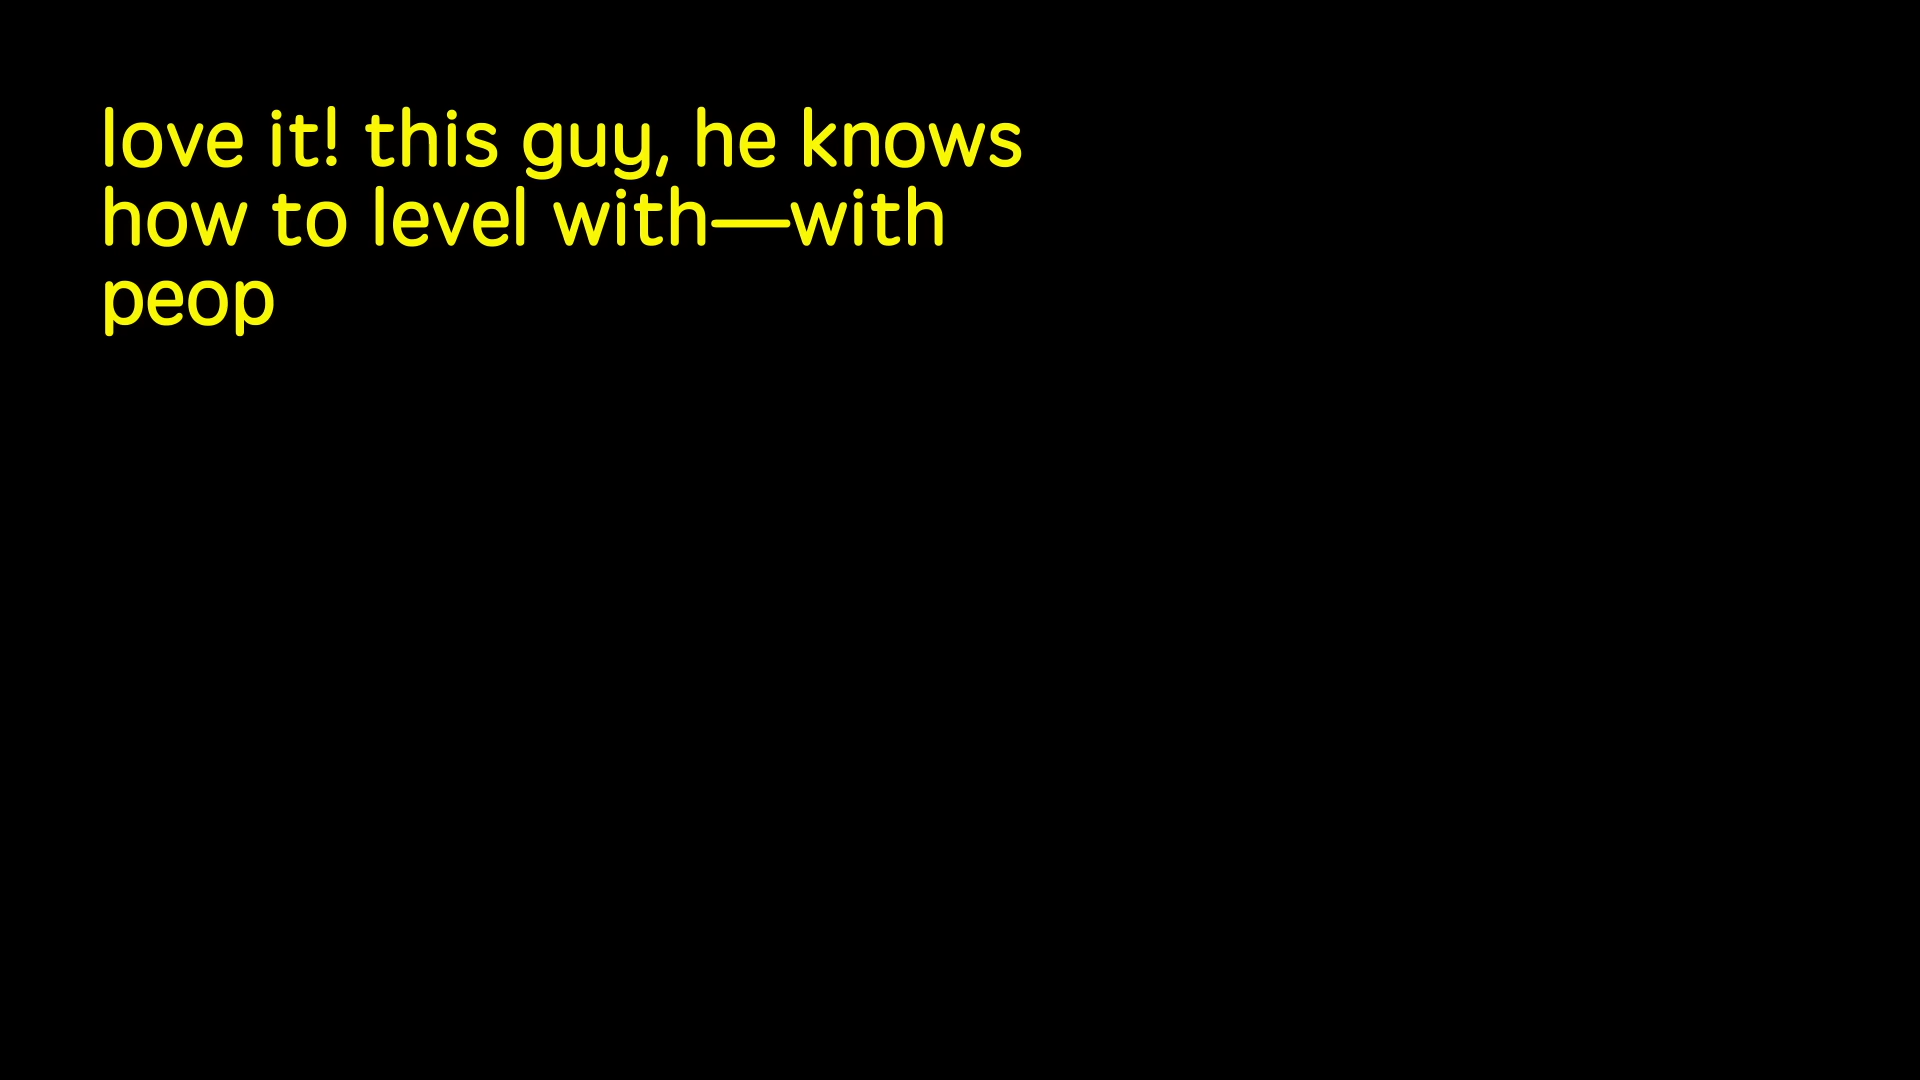 love it! this guy, he knows
how to level with—with
peop